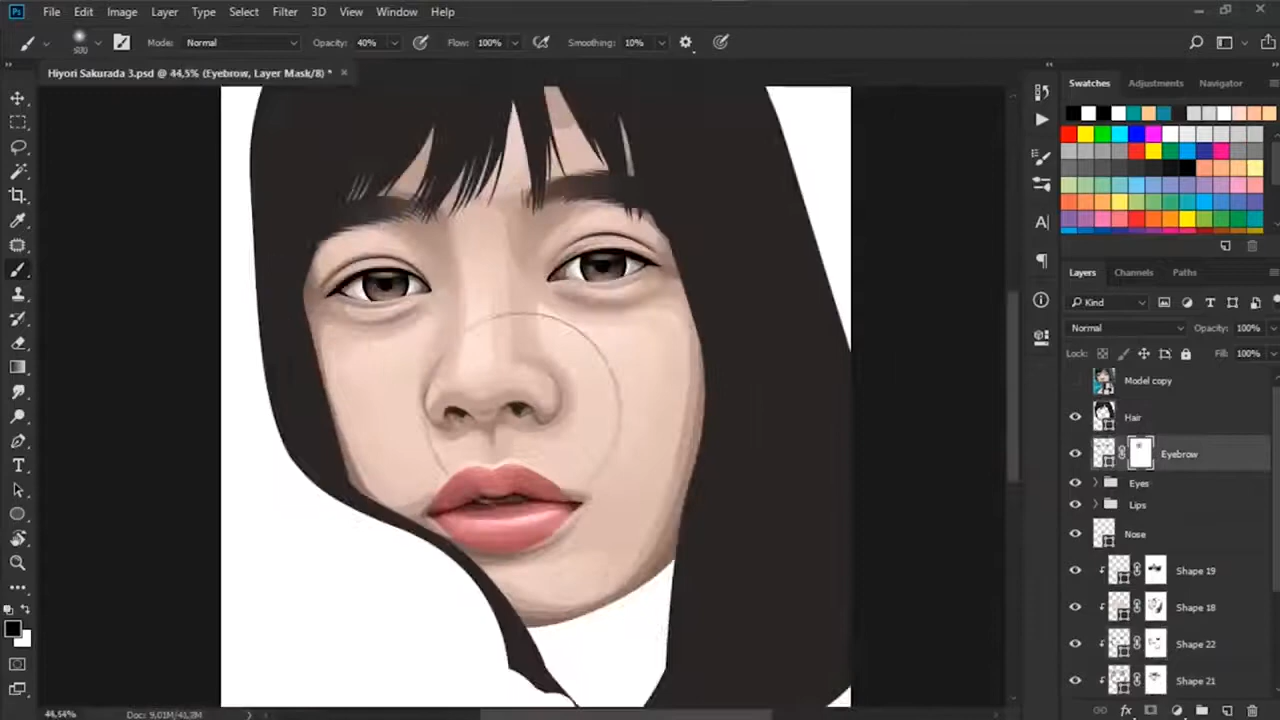 Ps File Edit Image Layer Type Select Filter 3D View Window Help
Mode: Normal Opacity: 40% Flow: 100% Smoothing: 10%
Hiyori Sakurada 3.psd @ 44,5% (Eyebrow, Layer Mask/8) *
Swatches Adjustments Navigator
Layers Channels Paths
Kind
Normal Opacity: 100%
Lock: Fill: 100%
Model copy
Hair
Eyebrow
Eyes
Lips
Nose
Shape 19
Shape 18
Shape 22
Shape 21
44,54%